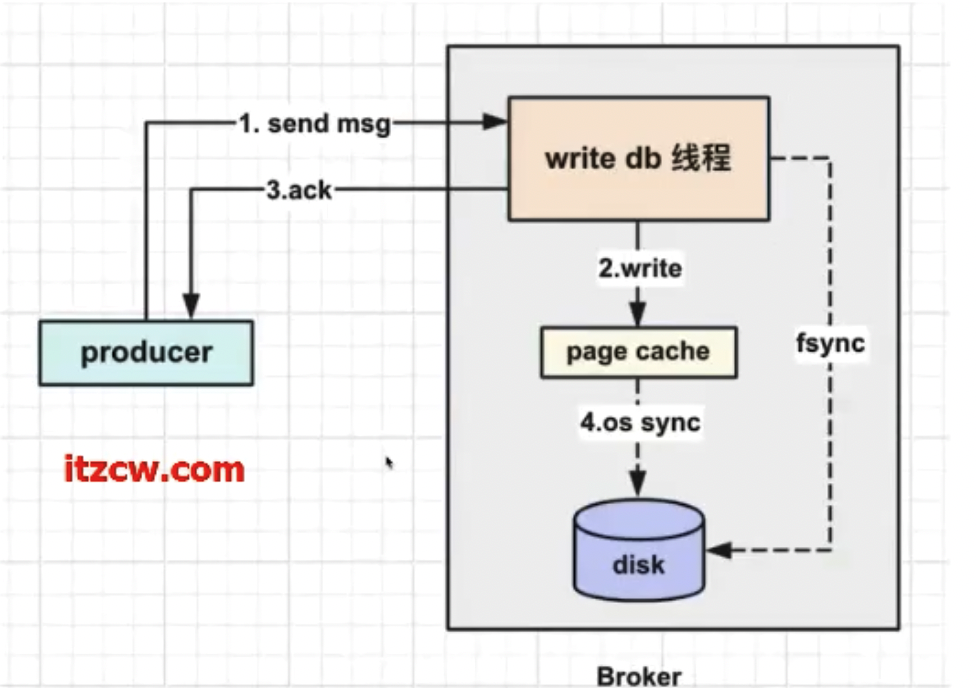 1. send msg
write db 线程
3.ack
2.write
producer
page cache
fsync
4.os sync
itzcw.com
disk
Broker